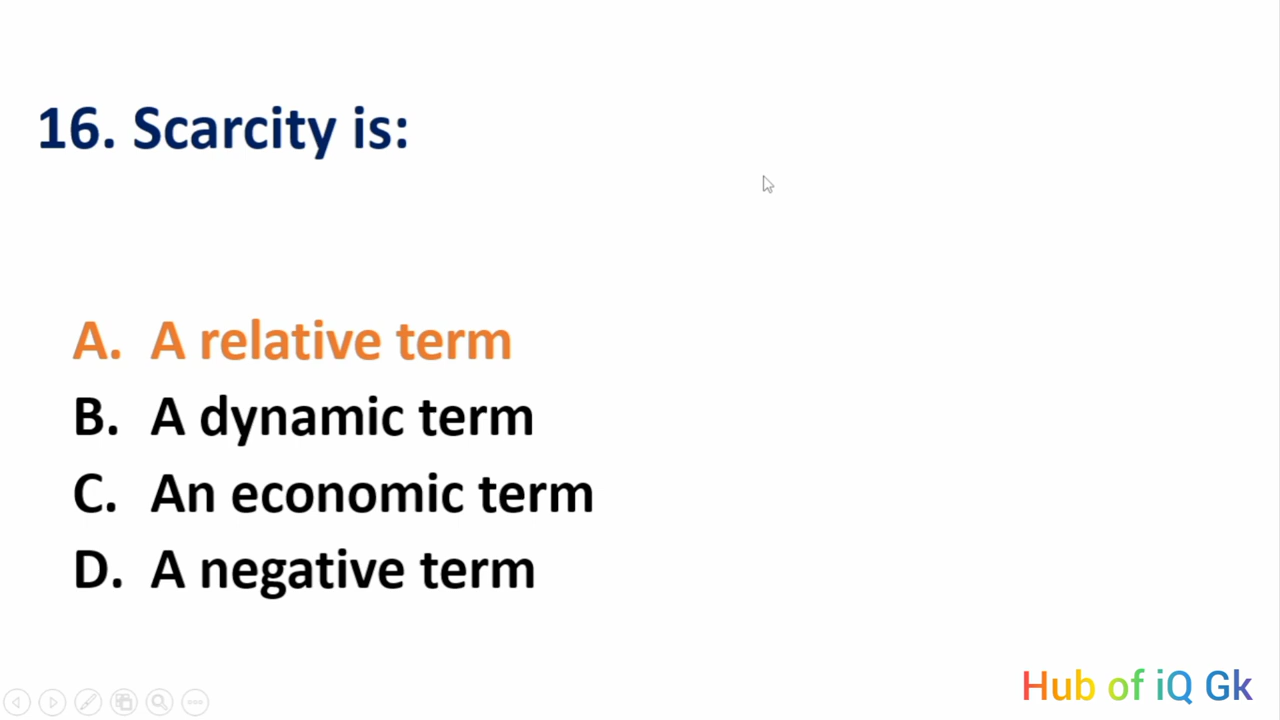 16. Scarcity is:
A. A relative term
B. A dynamic term
C. An economic term
D. A negative term
Hub of iQ Gk